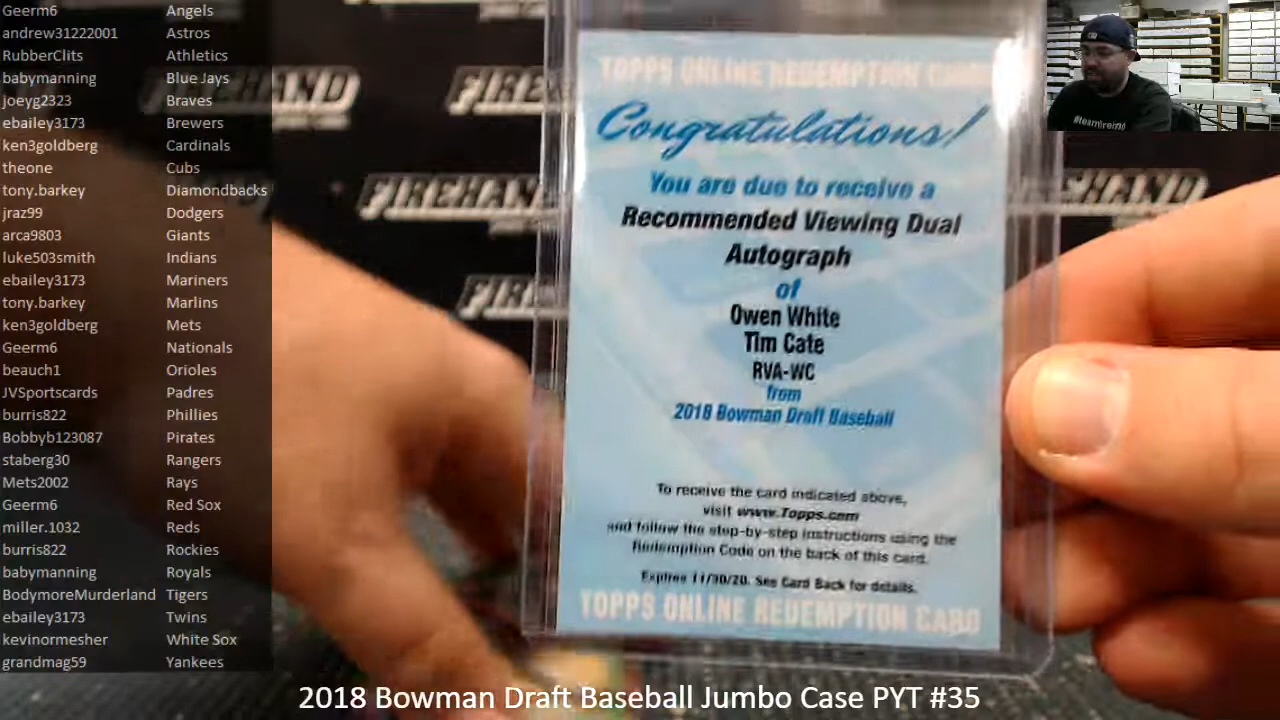 Geerm6 Angels
andrew31222001 Astros
RubberClits Athletics
babymanning Blue Jays
joeyg2323 Braves
ebailey3173 Brewers
ken3goldberg Cardinals
theone Cubs
tony.barkey Diamondbacks
jraz99 Dodgers
arca9803 Giants
luke503smith Indians
ebailey3173 Mariners
tony.barkey Marlins
ken3goldberg Mets
Geerm6 Nationals
beauch1 Orioles
JVSportscards Padres
burris822 Phillies
Bobbyb123087 Pirates
staberg30 Rangers
Mets2002 Rays
Geerm6 Red Sox
miller.1032 Reds
burris822 Rockies
babymanning Royals
BodymoreMurderland Tigers
ebailey3173 Twins
kevinormesher White Sox
grandmag59 Yankees
FIREHAND
TOPPS ONLINE REDEMPTION CARD
Congratulations!
You are due to receive a
Recommended Viewing Dual
Autograph
of
Owen White
Tim Cate
RVA-WC
from
2018 Bowman Draft Baseball
To receive the card indicated above,
visit www.Topps.com
and follow the step-by-step instructions using the
Redemption Code on the back of this card.
Expires 11/30/20. See Card Back for details.
TOPPS ONLINE REDEMPTION CARD
2018 Bowman Draft Baseball Jumbo Case PYT #35